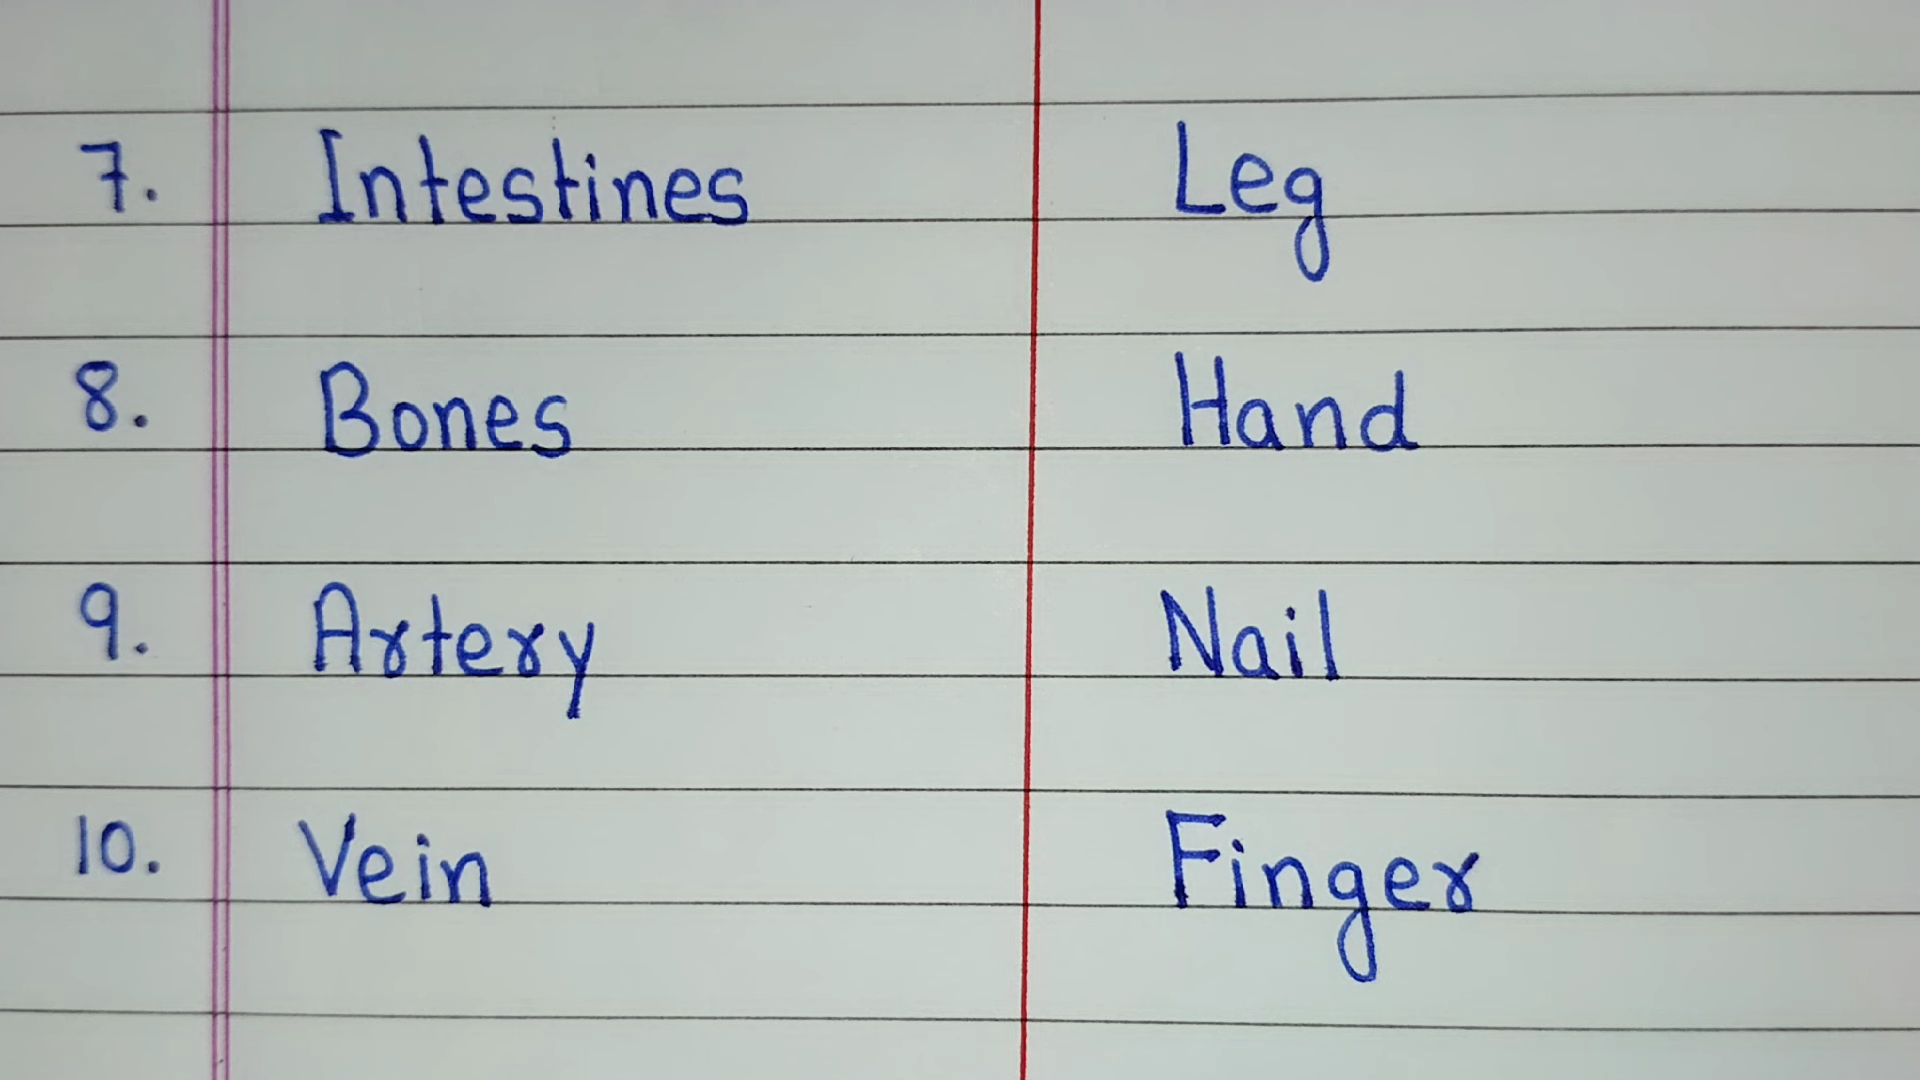 7. Intestines Leg
8. Bones Hand
9. Artery Nail
10. Vein Finger